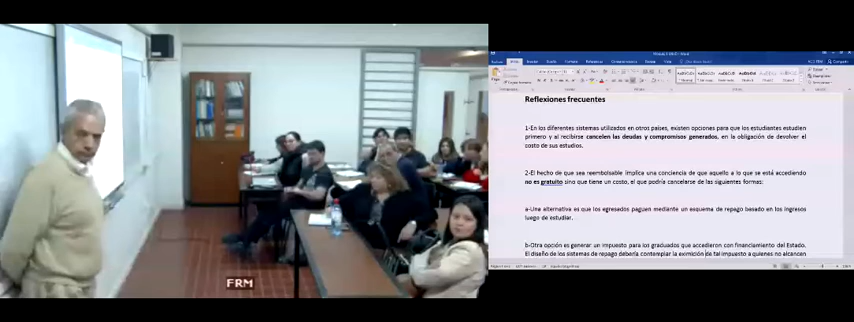 FRM
Reflexiones frecuentes
1-En los diferentes sistemas utilizados en otros países, existen opciones para que los estudiantes estudien
primero y al recibirse cancelen las deudas y compromisos generados, en la obligación de devolver el
costo de sus estudios.
2-El hecho de que sea reembolsable implica una conciencia de que aquello a lo que se está accediendo
no es gratuito sino que tiene un costo, el que podría cancelarse de las siguientes formas:
a-Una alternativa es que los egresados paguen mediante un esquema de repago basado en los ingresos
luego de estudiar.
b-Otra opción es generar un impuesto para los graduados que accedieron con financiamiento del Estado.
El diseño de los sistemas de repago debería contemplar la exención de tal impuesto a quienes no alcancen